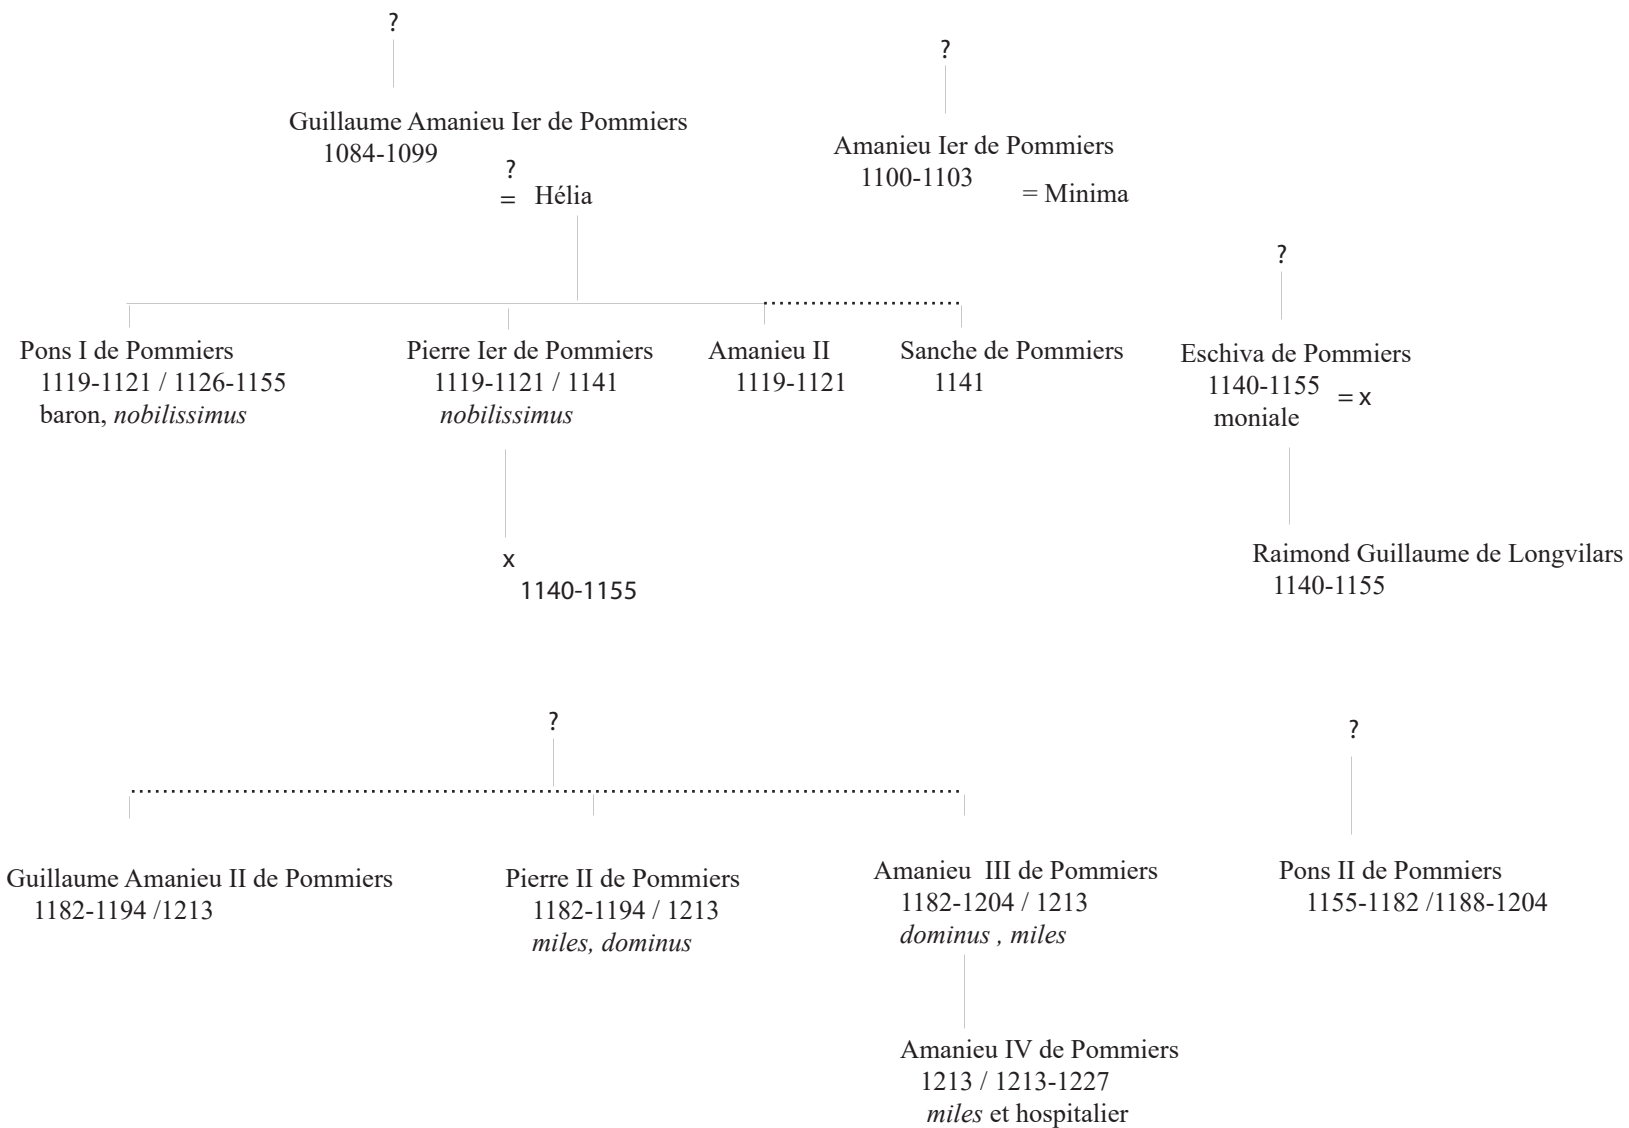 ?
?
Guillaume Amanieu Ier de Pommiers
1084-1099
Amanieu Ier de Pommiers
1100-1103
?
= Hélia
= Minima
?
Pons I de Pommiers
1119-1121 / 1126-1155
baron, nobilissimus
Pierre Ier de Pommiers
1119-1121 / 1141
nobilissimus
Amanieu II
1119-1121
Sanche de Pommiers
1141
Eschiva de Pommiers
1140-1155
= x
moniale
x
1140-1155
Raimond Guillaume de Longvilars
1140-1155
?
?
Guillaume Amanieu II de Pommiers
1182-1194 /1213
Pierre II de Pommiers
1182-1194 / 1213
miles, dominus
Amanieu III de Pommiers
1182-1204 / 1213
dominus , miles
Pons II de Pommiers
1155-1182 /1188-1204
Amanieu IV de Pommiers
1213 / 1213-1227
miles et hospitalier